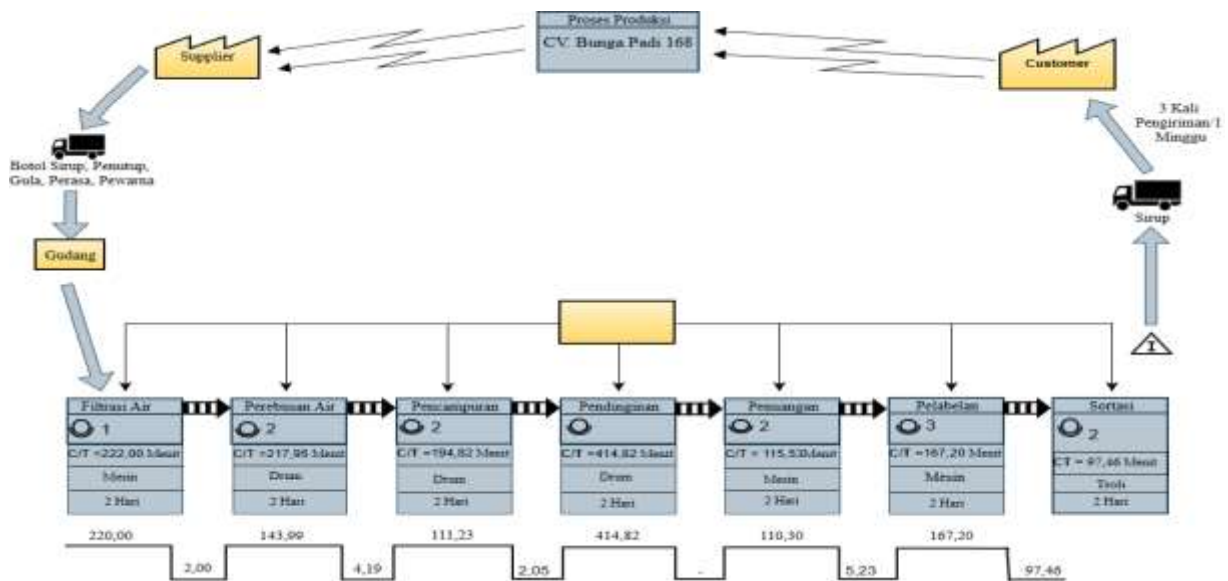 Proses Produksi
CV. Bunga Padi 168
Supplier
Customer
3 Kali
Pengiriman/1
Minggu
Botol Sirup, Penutup,
Gula, Perasa, Pewarna
Sirup
Gudang
I
Filtrasi Air
1
C/T =222,00 Menit
Mesin
2 Hari
Perebusan Air
2
C/T =217,95 Menit
Drum
2 Hari
Pencampuran
2
C/T =194,82 Menit
Drum
2 Hari
Pendinginan
C/T =414,82 Menit
Drum
2 Hari
2
C/T = 115,53Menit
Mesin
2 Hari
Pelabelan
3
C/T =167,20 Menit
Mesin
2 Hari
Sortasi
2
CT = 97,46 Menit
2 Hari
220,00
143,99
111,23
414,82
110,30
167,20
2,00
4,19
2,05
-
5,23
97,46